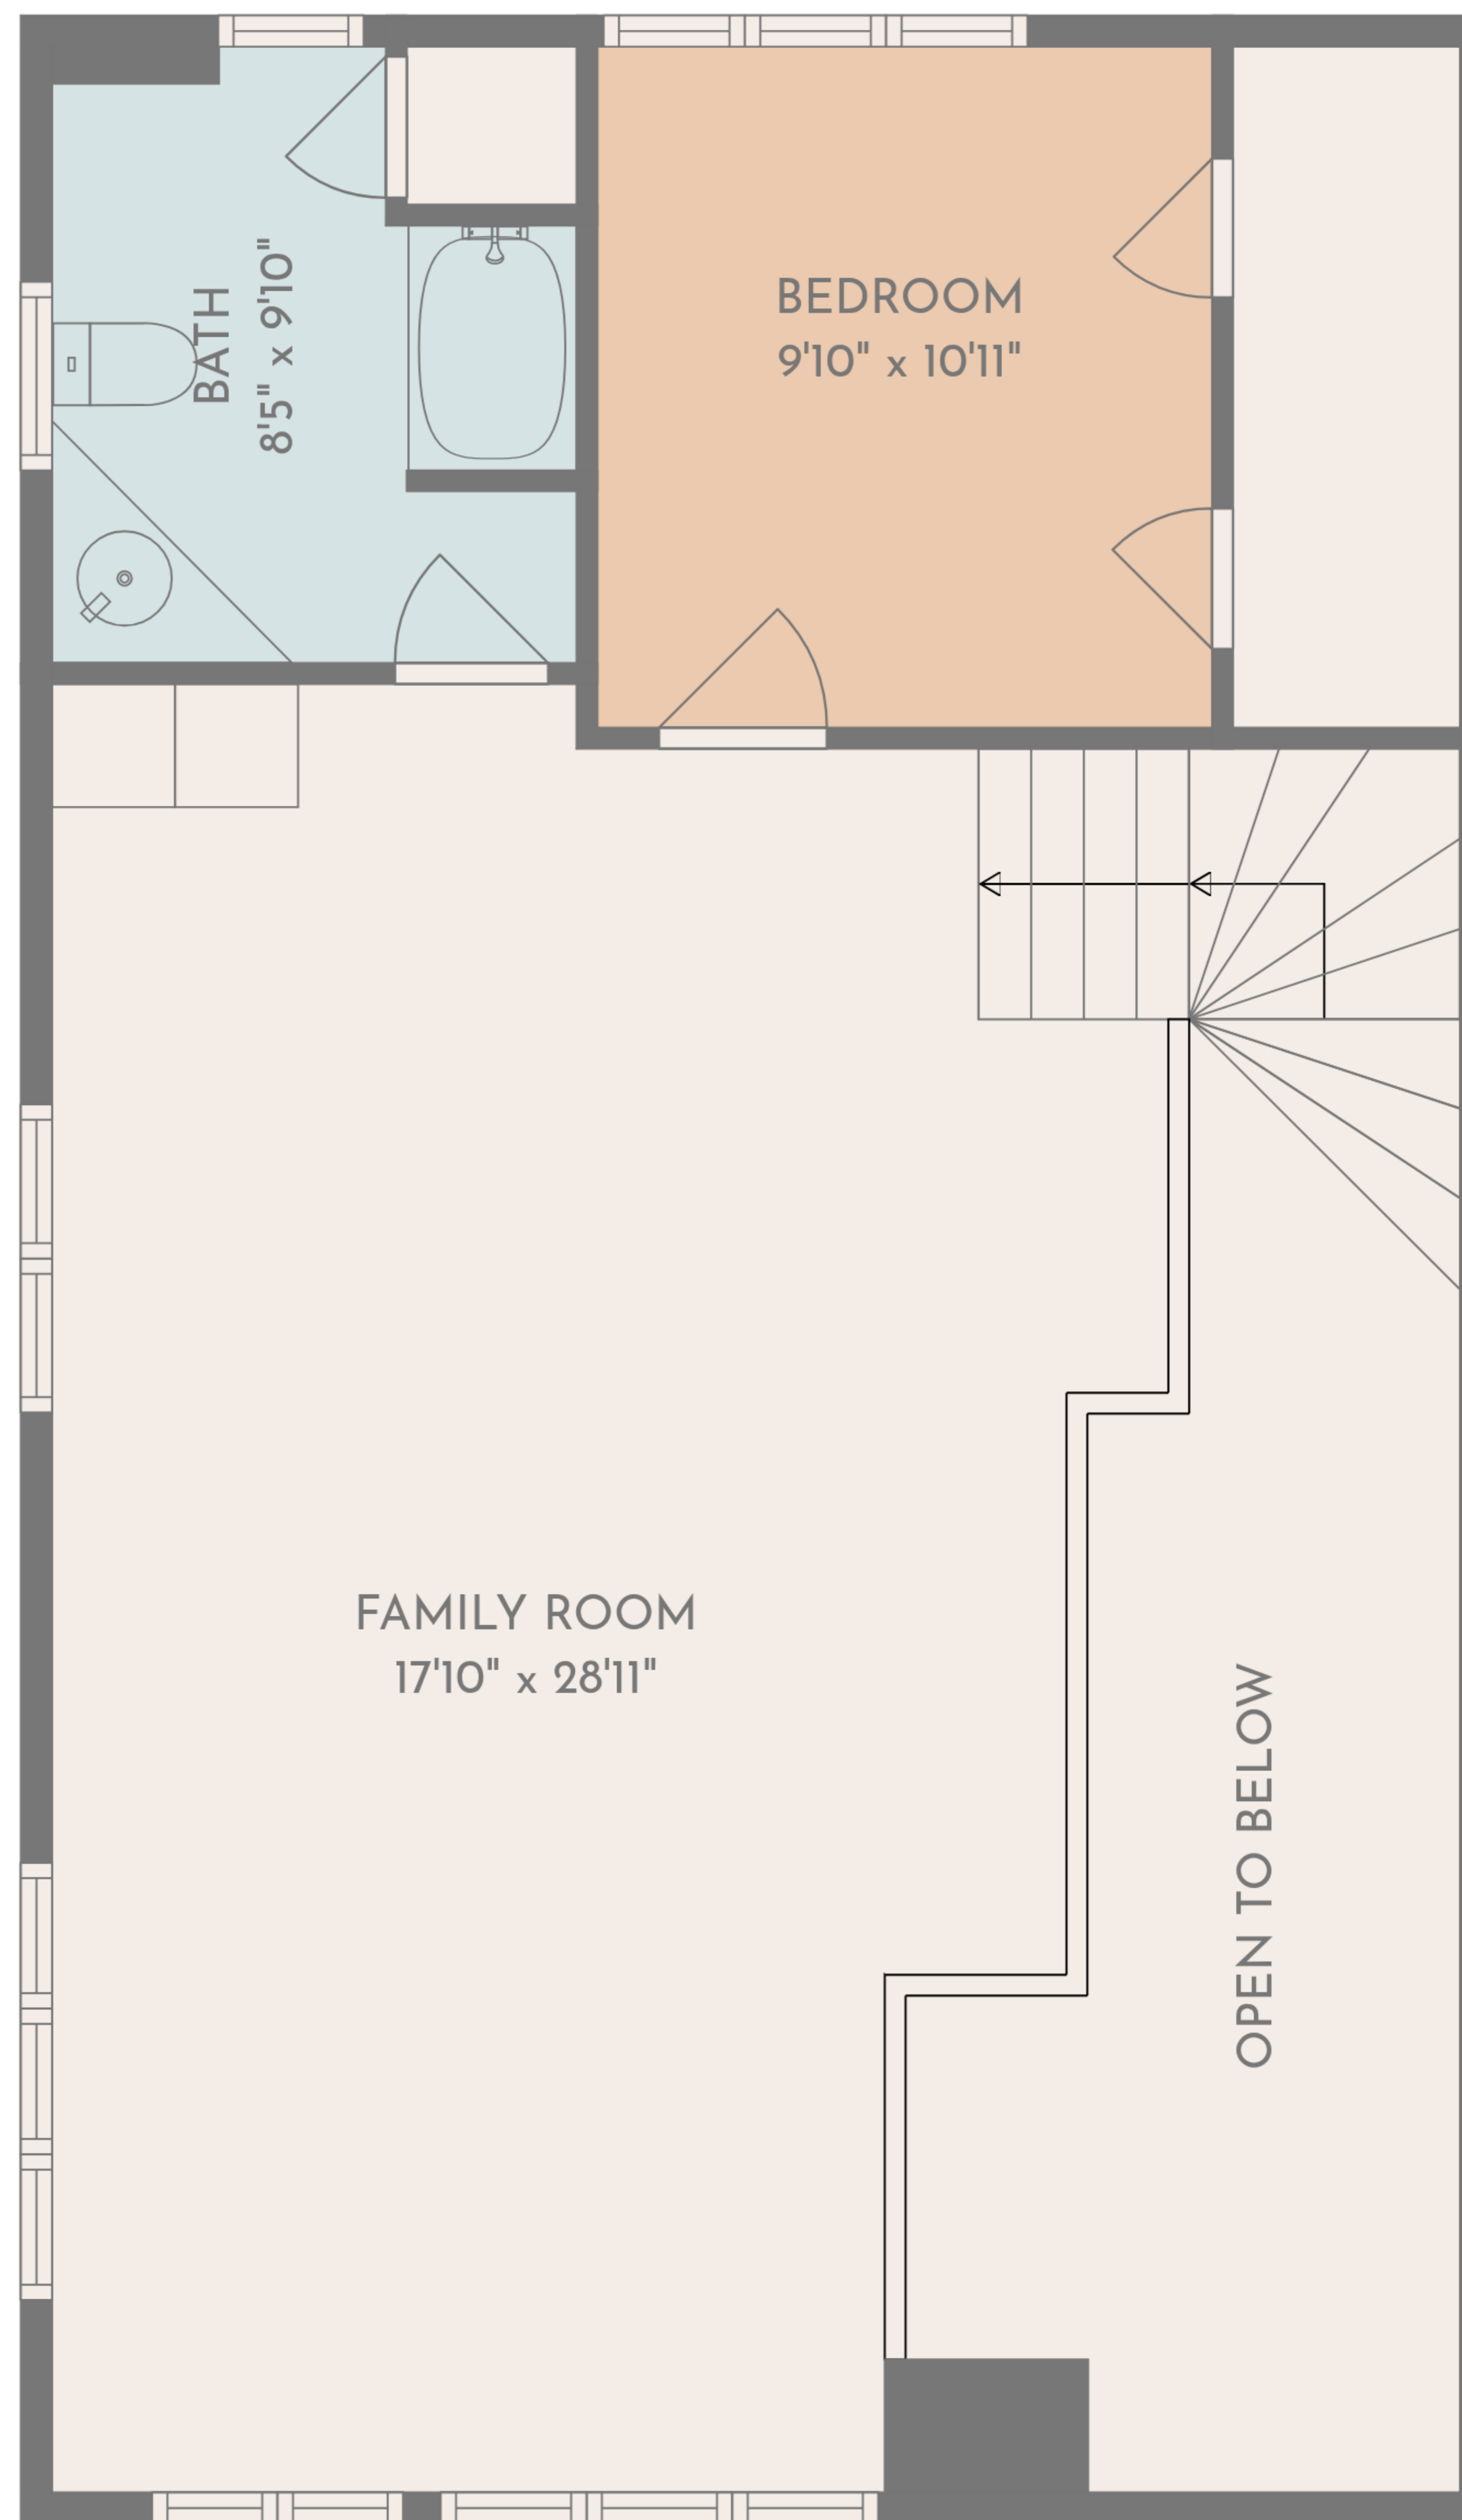 BATH
8'5" x 9'10"
BEDROOM
9'10" x 10'11"
FAMILY ROOM
17'10" x 28'11"
OPEN TO BELOW